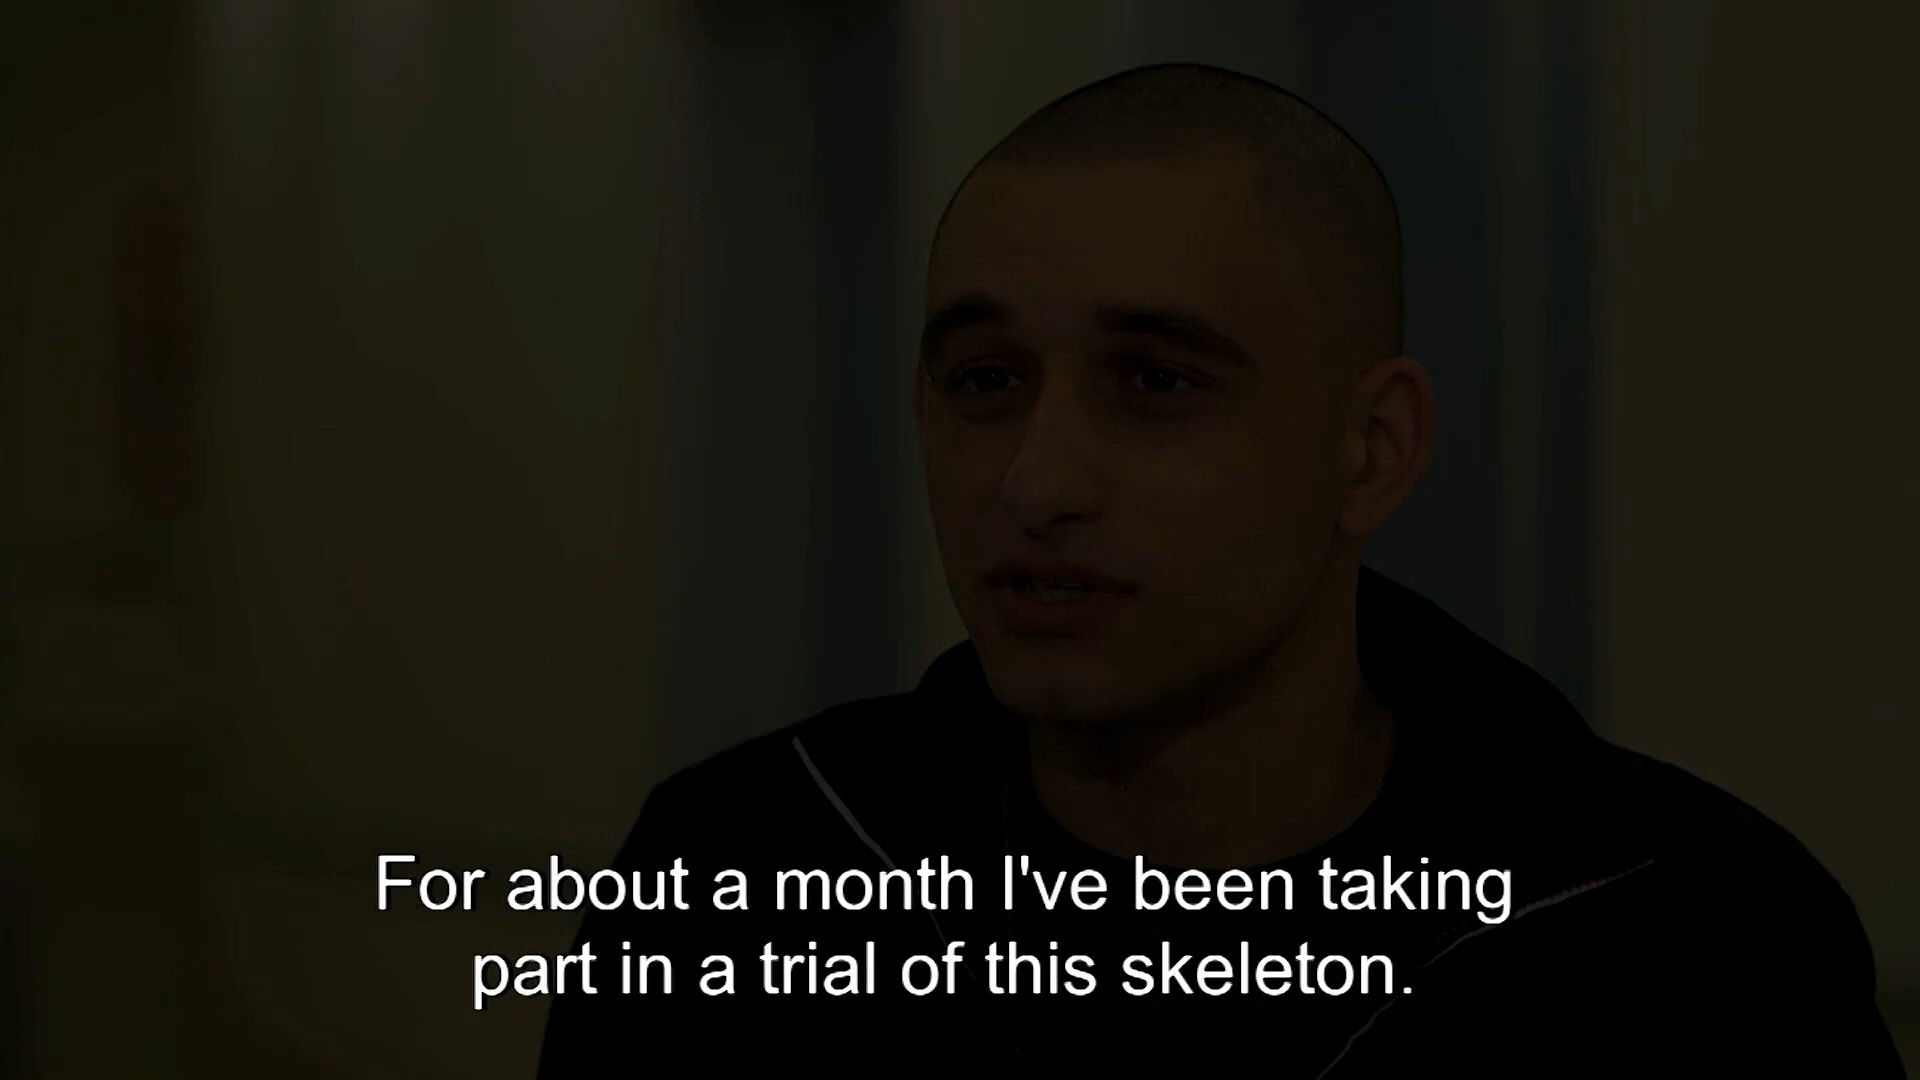 For about a month I've been taking
part in a trial of this skeleton.